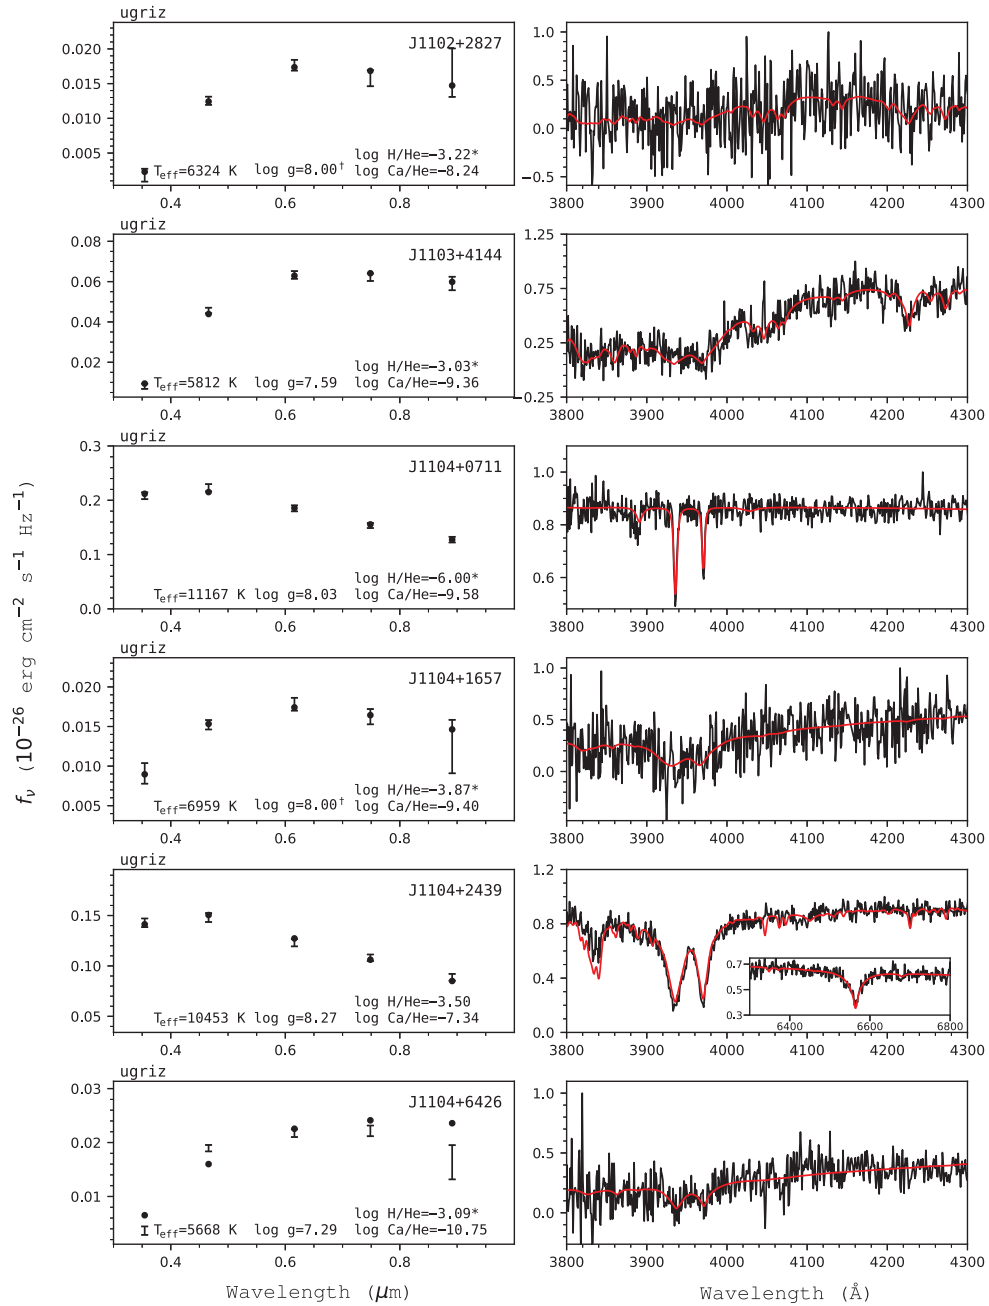 ugriz
J1102+2827
0.020
0.015
0.010
0.005
log H/He=−3.22*
T_eff=6324 K log g=8.00† log Ca/He=−8.24
0.4 0.6 0.8
1.0
0.5
0.0
−0.5
3800 3900 4000 4100 4200 4300
ugriz
J1103+4144
0.08
0.06
0.04
0.02
log H/He=−3.03*
T_eff=5812 K log g=7.59 log Ca/He=−9.36
0.4 0.6 0.8
1.25
0.75
0.25
−0.25
3800 3900 4000 4100 4200 4300
ugriz
J1104+0711
0.3
0.2
0.1
0.0
log H/He=−6.00*
T_eff=11167 K log g=8.03 log Ca/He=−9.58
0.4 0.6 0.8
1.0
0.8
0.6
3800 3900 4000 4100 4200 4300
ugriz
J1104+1657
0.020
0.015
0.010
0.005
log H/He=−3.87*
T_eff=6959 K log g=8.00† log Ca/He=−9.40
0.4 0.6 0.8
1.0
0.5
0.0
3800 3900 4000 4100 4200 4300
ugriz
J1104+2439
0.15
0.10
0.05
log H/He=−3.50
T_eff=10453 K log g=8.27 log Ca/He=−7.34
0.4 0.6 0.8
1.2
0.8
0.4
0.0
0.7
0.5
0.3
6400 6600 6800
3800 3900 4000 4100 4200 4300
ugriz
J1104+6426
0.03
0.02
0.01
log H/He=−3.09*
T_eff=5668 K log g=7.29 log Ca/He=−10.75
0.4 0.6 0.8
1.0
0.5
0.0
3800 3900 4000 4100 4200 4300
f_ν (10⁻²⁶ erg cm⁻² s⁻¹ Hz⁻¹)
Wavelength (μm)
Wavelength (Å)